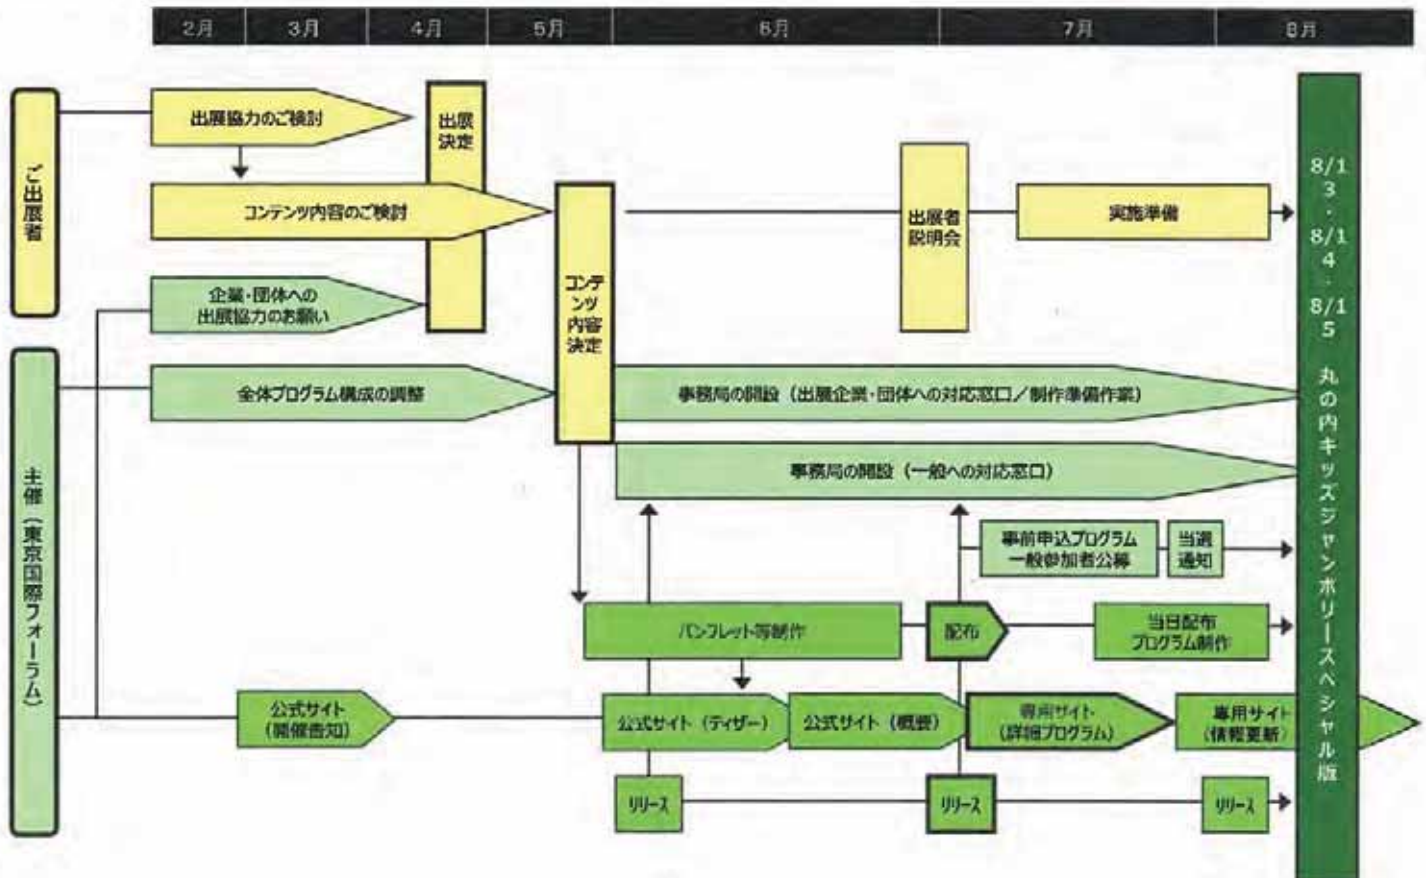 2月 3月 4月 5月 6月 7月 8月
ご出展者
出展協力のご検討
出展
決定
コンテンツ内容のご検討
企業・団体への
出展協力のお願い
コンテ
ンツ
内容
決定
出展者
説明会
実施準備
主催（東京国際フォーラム）
全体プログラム構成の調整
事務局の開設（出展企業・団体への対応窓口／制作準備作業）
事務局の開設（一般への対応窓口）
事前申込プログラム
一般参加者公募
当選
通知
パンフレット等制作
配布
当日配布
プログラム制作
公式サイト
（開催告知）
公式サイト（ティザー）
公式サイト（概要）
専用サイト
（詳細プログラム）
専用サイト
（情報更新）
リリース
リリース
リリース
8/13・8/14・8/15 丸の内キッズジャンボリースペシャル版